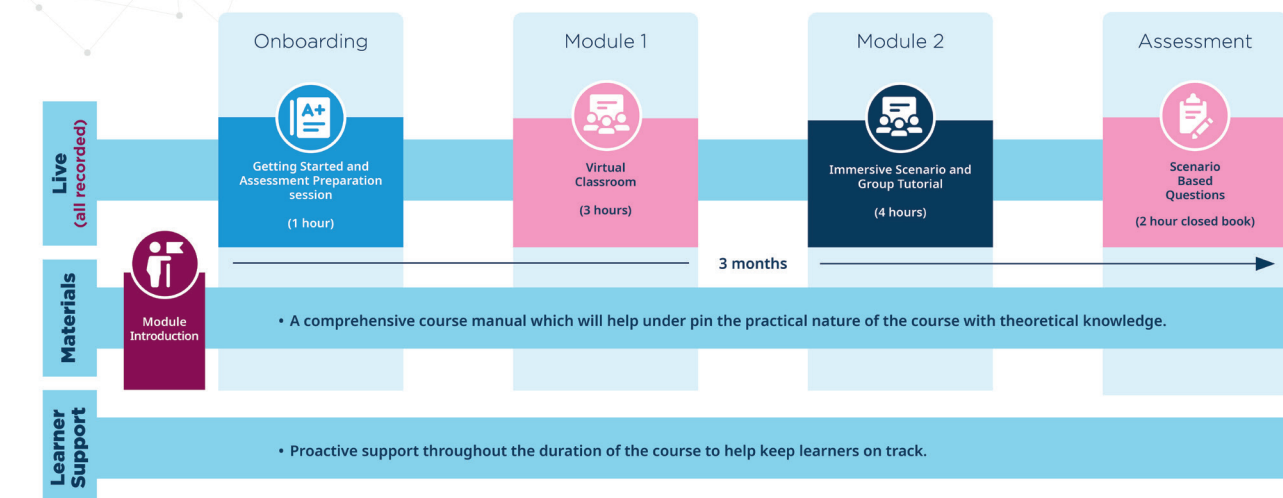 Onboarding
Module 1
Module 2
Assessment
Live
(all recorded)
A+
Getting Started and
Assessment Preparation
session
(1 hour)
Virtual
Classroom
(3 hours)
Immersive Scenario and
Group Tutorial
(4 hours)
Scenario
Based
Questions
(2 hour closed book)
3 months
Materials
Module
Introduction
• A comprehensive course manual which will help under pin the practical nature of the course with theoretical knowledge.
Learner
Support
• Proactive support throughout the duration of the course to help keep learners on track.